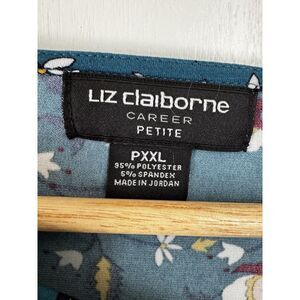 LIZ claiborne
CAREER
PETITE
PXXL
95% POLYESTER
5% SPANDEX
MADE IN JORDAN